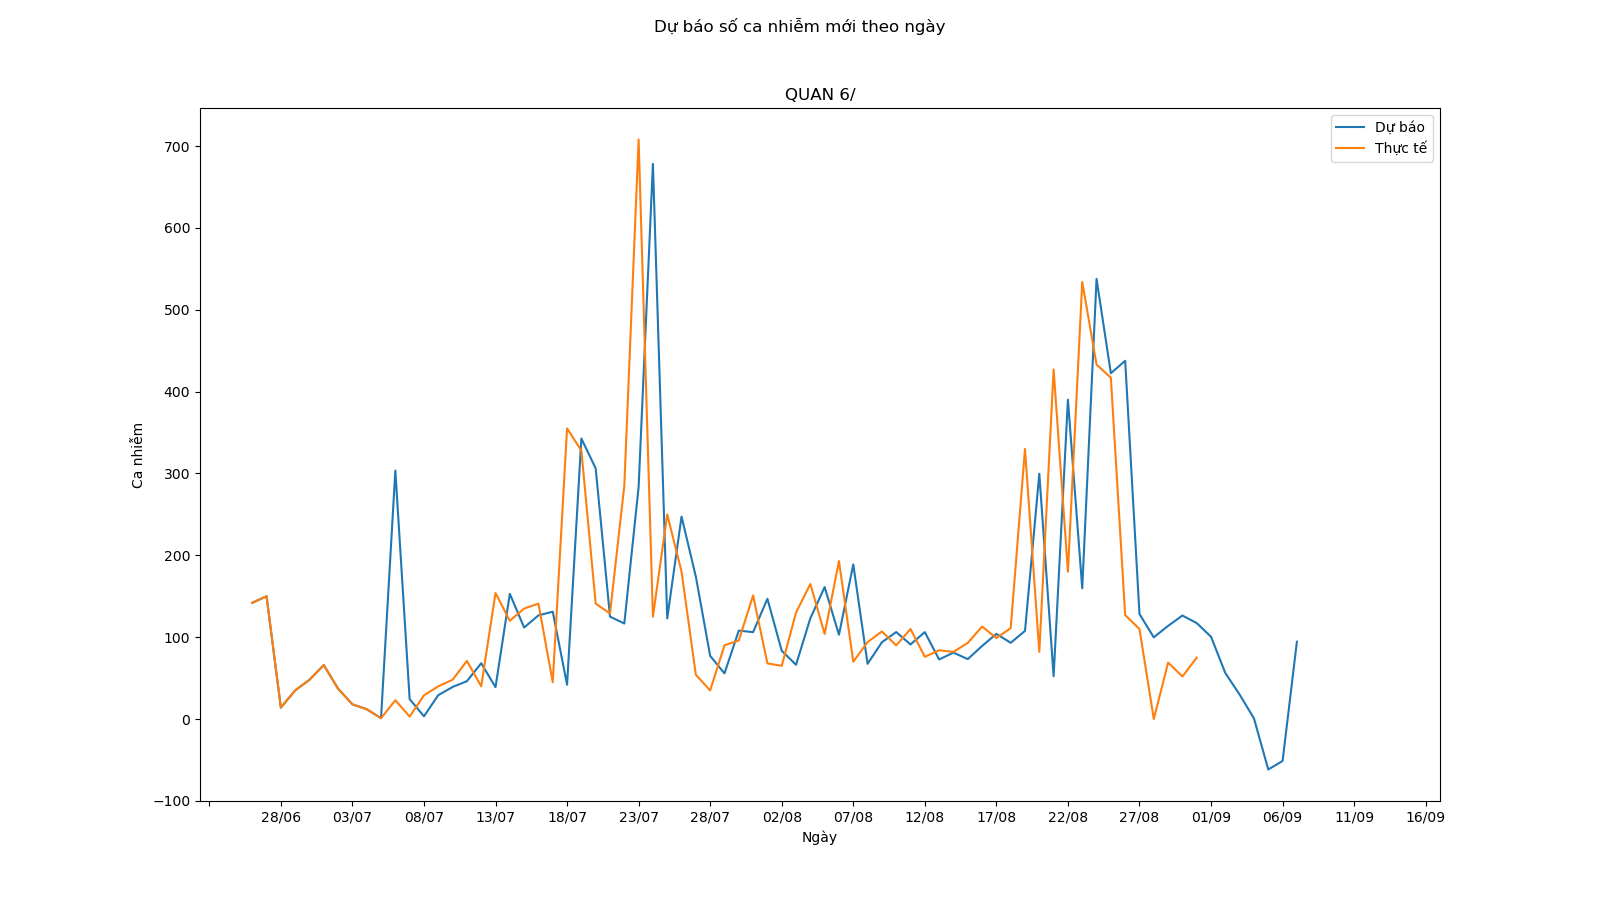 Dự báo số ca nhiễm mới theo ngày
QUAN 6/
Dự báo
Thực tế
700
600
500
400
300
200
100
0
−100
Ca nhiễm
28/06 03/07 08/07 13/07 18/07 23/07 28/07 02/08 07/08 12/08 17/08 22/08 27/08 01/09 06/09 11/09 16/09
Ngày